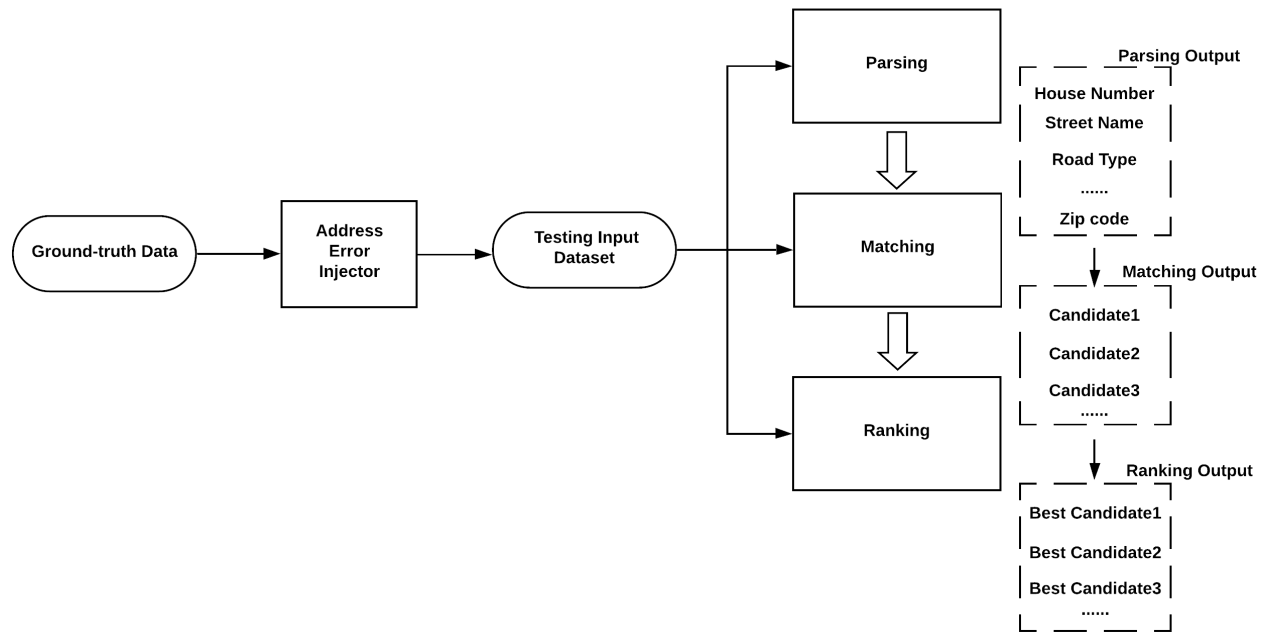 Ground-truth Data
Address
Error
Injector
Testing Input
Dataset
Parsing
Matching
Ranking
Parsing Output
House Number
Street Name
Road Type
......
Zip code
Matching Output
Candidate1
Candidate2
Candidate3
......
Ranking Output
Best Candidate1
Best Candidate2
Best Candidate3
......